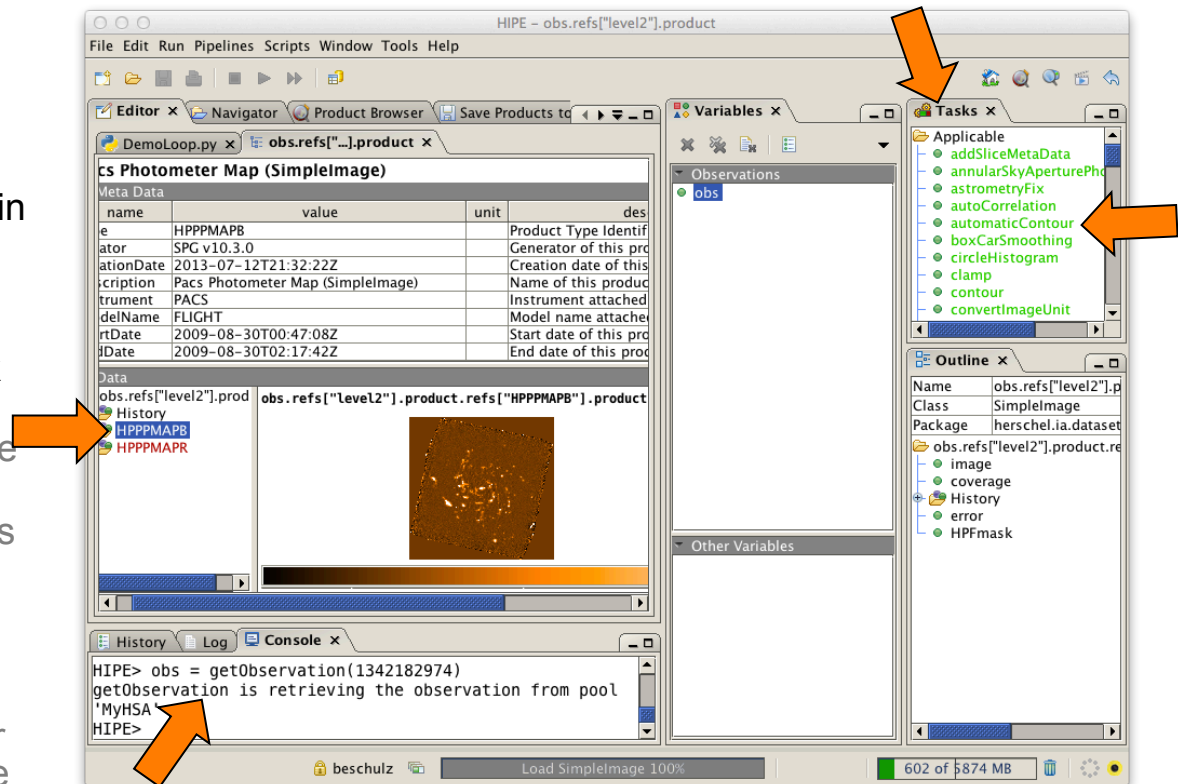 HIPE – obs.refs["level2"].product
File Edit Run Pipelines Scripts Window Tools Help
Editor × Navigator Product Browser Save Products to
DemoLoop.py × obs.refs["...].product ×
cs Photometer Map (SimpleImage)
Meta Data
name value unit des
e HPPPMAPB Product Type Identif
ator SPG v10.3.0 Generator of this pro
ationDate 2013-07-12T21:32:22Z Creation date of this
scription Pacs Photometer Map (SimpleImage) Name of this produc
trument PACS Instrument attached
delName FLIGHT Model name attache
rtDate 2009-08-30T00:47:08Z Start date of this pro
dDate 2009-08-30T02:17:42Z End date of this prod
Data
obs.refs["level2"].prod
History
HPPPMAPB
HPPPMAPR
obs.refs["level2"].product.refs["HPPPMAPB"].product
History Log Console ×
HIPE> obs = getObservation(1342182974)
getObservation is retrieving the observation from pool
'MyHSA'
HIPE>
Variables ×
Observations
obs
Other Variables
Tasks ×
Applicable
addSliceMetaData
annularSkyAperturePho
astrometryFix
autoCorrelation
automaticContour
boxCarSmoothing
circleHistogram
clamp
contour
convertImageUnit
Outline ×
Name obs.refs["level2"].p
Class SimpleImage
Package herschel.ia.dataset
obs.refs["level2"].product.re
image
coverage
History
error
HPFmask
beschulz Load SimpleImage 100% 602 of 5874 MB
in
e
s
r
e